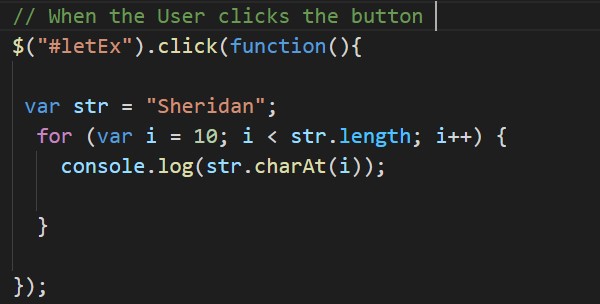 // When the User clicks the button
$("#letEx").click(function(){
var str = "Sheridan";
for (var i = 10; i < str.length; i++) {
console.log(str.charAt(i));
}
});